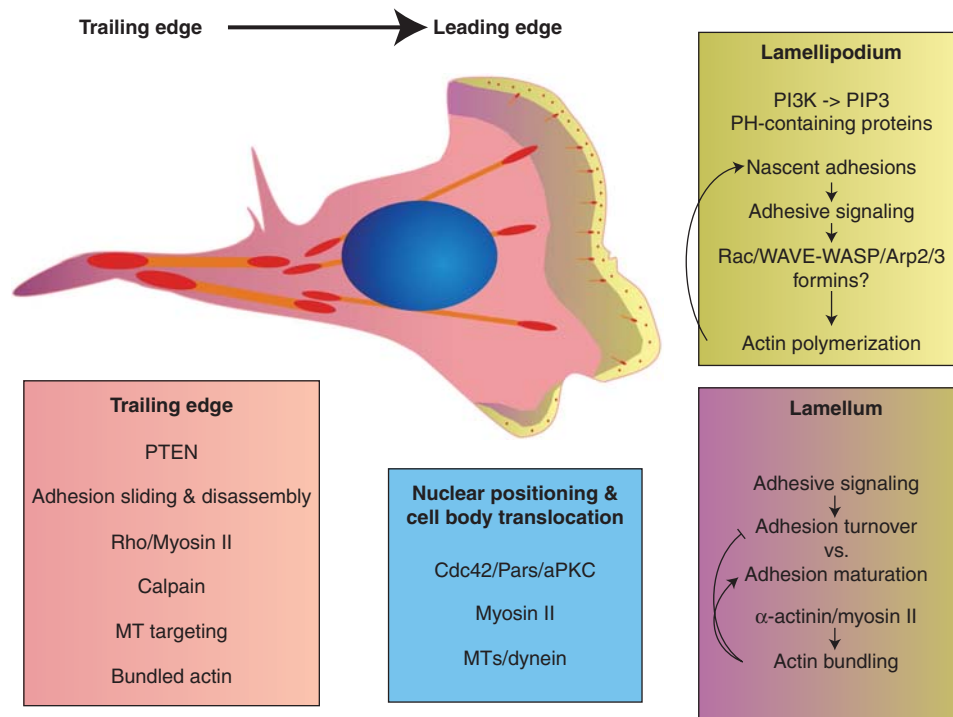 Trailing edge
Leading edge
Lamellipodium
PI3K -> PIP3
PH-containing proteins
Nascent adhesions
Adhesive signaling
Rac/WAVE-WASP/Arp2/3
formins?
Actin polymerization
Trailing edge
PTEN
Adhesion sliding & disassembly
Rho/Myosin II
Calpain
MT targeting
Bundled actin
Nuclear positioning &
cell body translocation
Cdc42/Pars/aPKC
Myosin II
MTs/dynein
Lamellum
Adhesive signaling
Adhesion turnover
vs.
Adhesion maturation
α-actinin/myosin II
Actin bundling